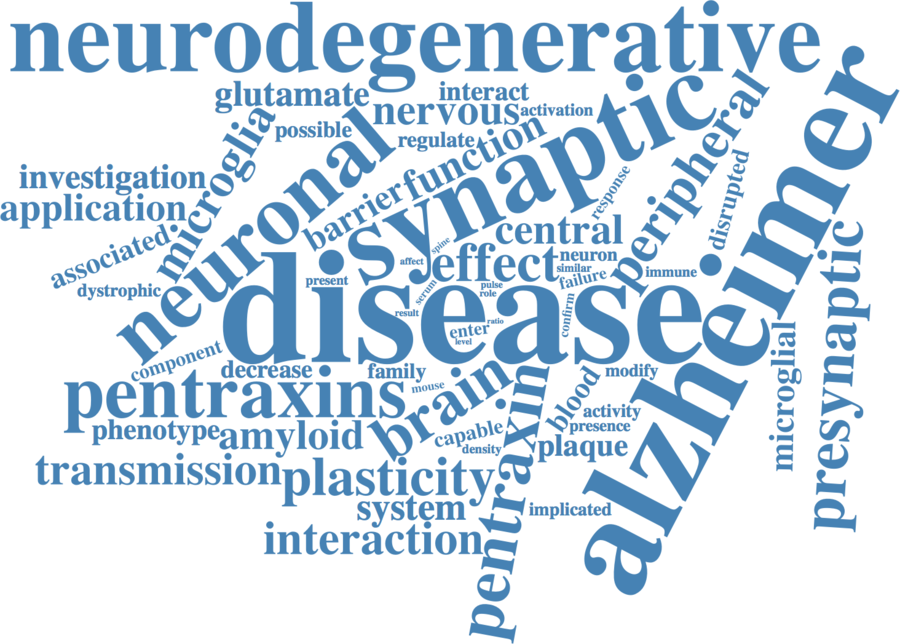 neurodegenerative
glutamate
interact
nervous
activation
possible
regulate
microglia
neuronal
barrier
function
synaptic
peripheral
alzheimer
investigation
application
associated
dystrophic
response
disrupted
central
spine
affect
effect
neuron
similar
failure
immune
present
serum
pulse
role
disease
result
enter
ratio
level
confirm
presynaptic
microglial
component
decrease
family
modify
pentraxins
mouse
brain
pentraxin
blood
activity
presence
phenotype
amyloid
capable
density
plaque
transmission
plasticity
system
implicated
interaction